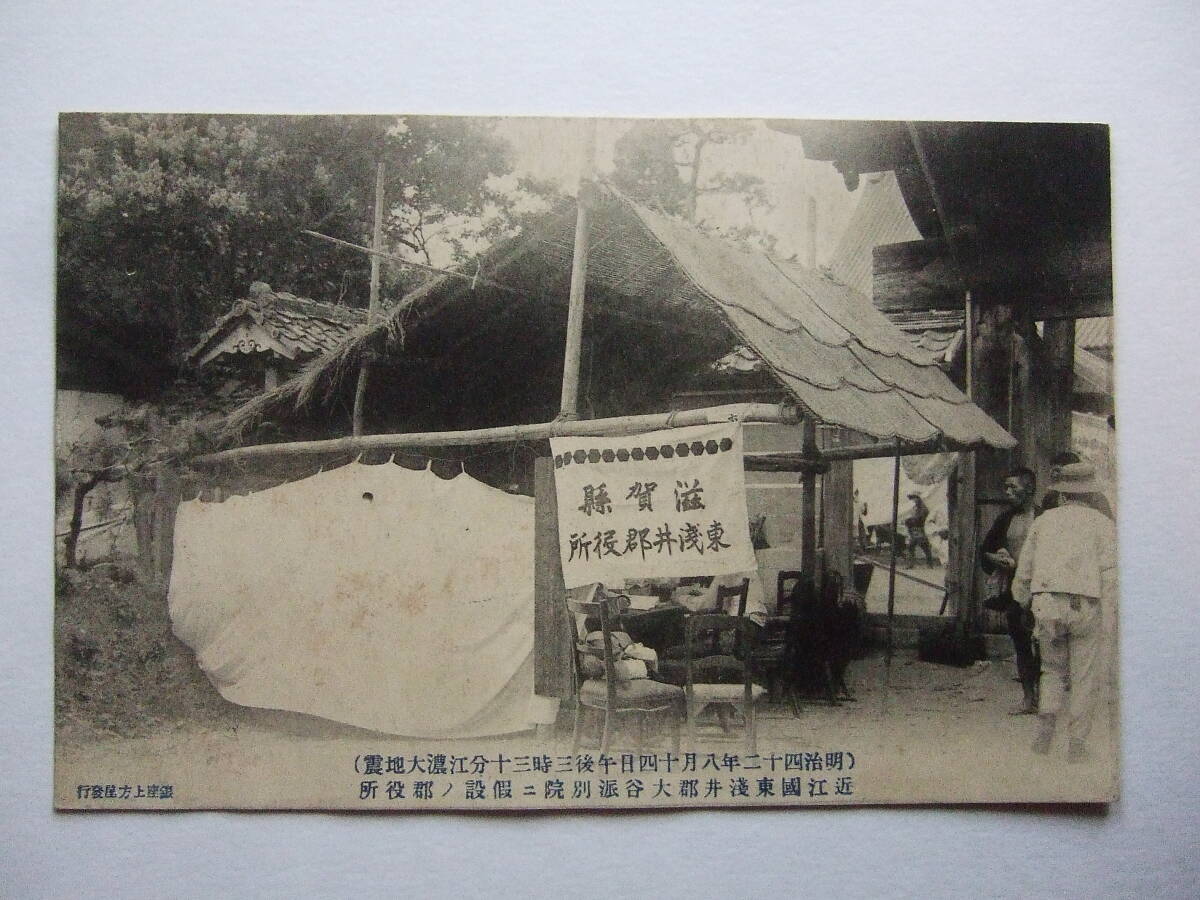 滋賀縣
東淺井郡役所
(明治四十二年八月十四日午後三時三十分江濃大地震)
近江國東淺井郡大谷派別院ニ假設ノ郡役所
銀座上方屋發行